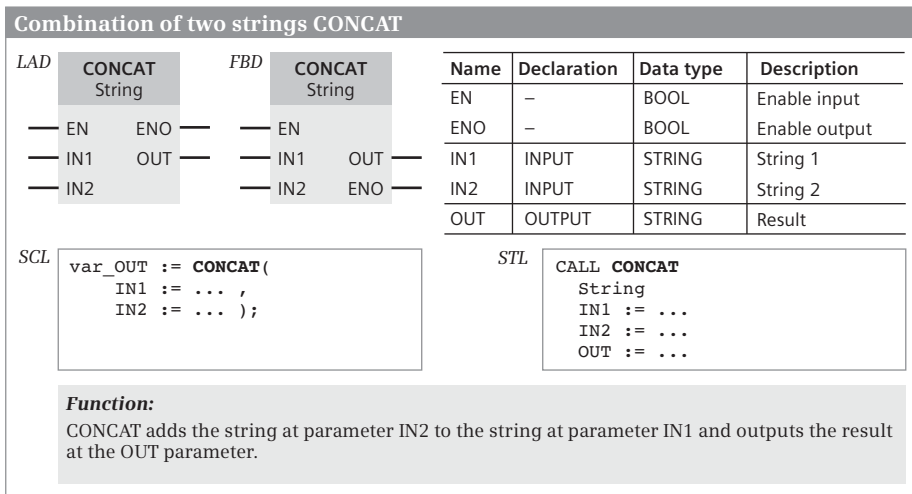 Combination of two strings CONCAT
LAD
CONCAT
String
EN ENO
IN1 OUT
IN2
FBD
CONCAT
String
EN
IN1 OUT
IN2 ENO
Name Declaration Data type Description
EN – BOOL Enable input
ENO – BOOL Enable output
IN1 INPUT STRING String 1
IN2 INPUT STRING String 2
OUT OUTPUT STRING Result
SCL
var_OUT := CONCAT(
IN1 := ... ,
IN2 := ... );
STL
CALL CONCAT
String
IN1 := ...
IN2 := ...
OUT := ...
Function:
CONCAT adds the string at parameter IN2 to the string at parameter IN1 and outputs the result
at the OUT parameter.